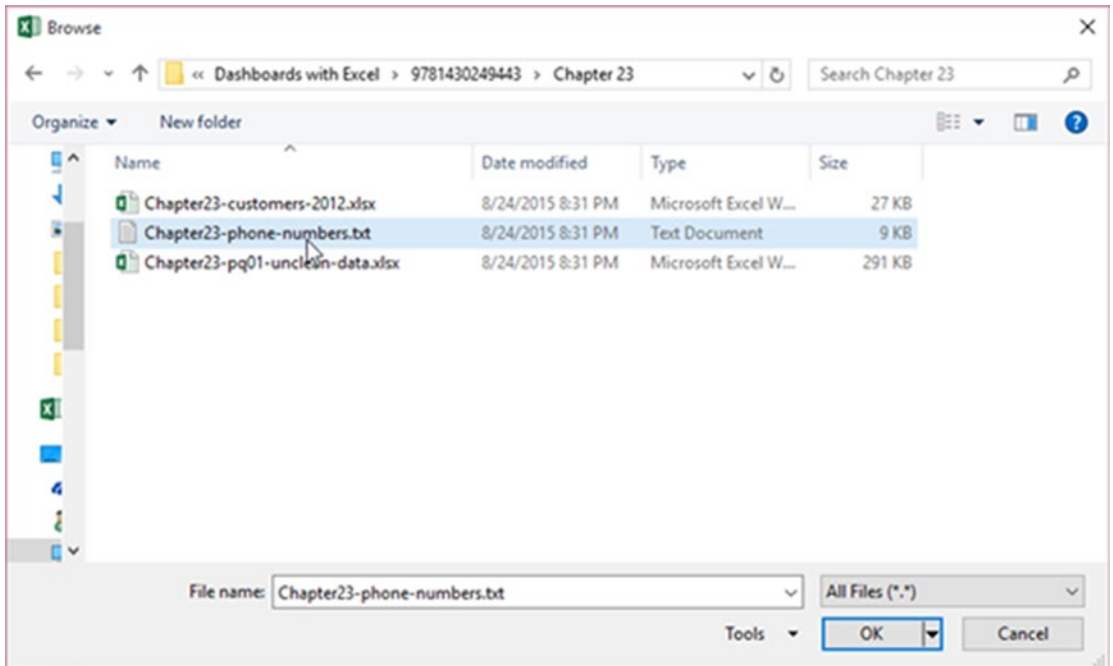 Browse
« Dashboards with Excel > 9781430249443 > Chapter 23
Search Chapter 23
Organize
New folder
Name
Date modified
Type
Size
Chapter23-customers-2012.xlsx 8/24/2015 8:31 PM Microsoft Excel W... 27 KB
Chapter23-phone-numbers.txt 8/24/2015 8:31 PM Text Document 9 KB
Chapter23-pq01-unclean-data.xlsx 8/24/2015 8:31 PM Microsoft Excel W... 291 KB
File name: Chapter23-phone-numbers.txt
All Files (*.*)
Tools
OK
Cancel